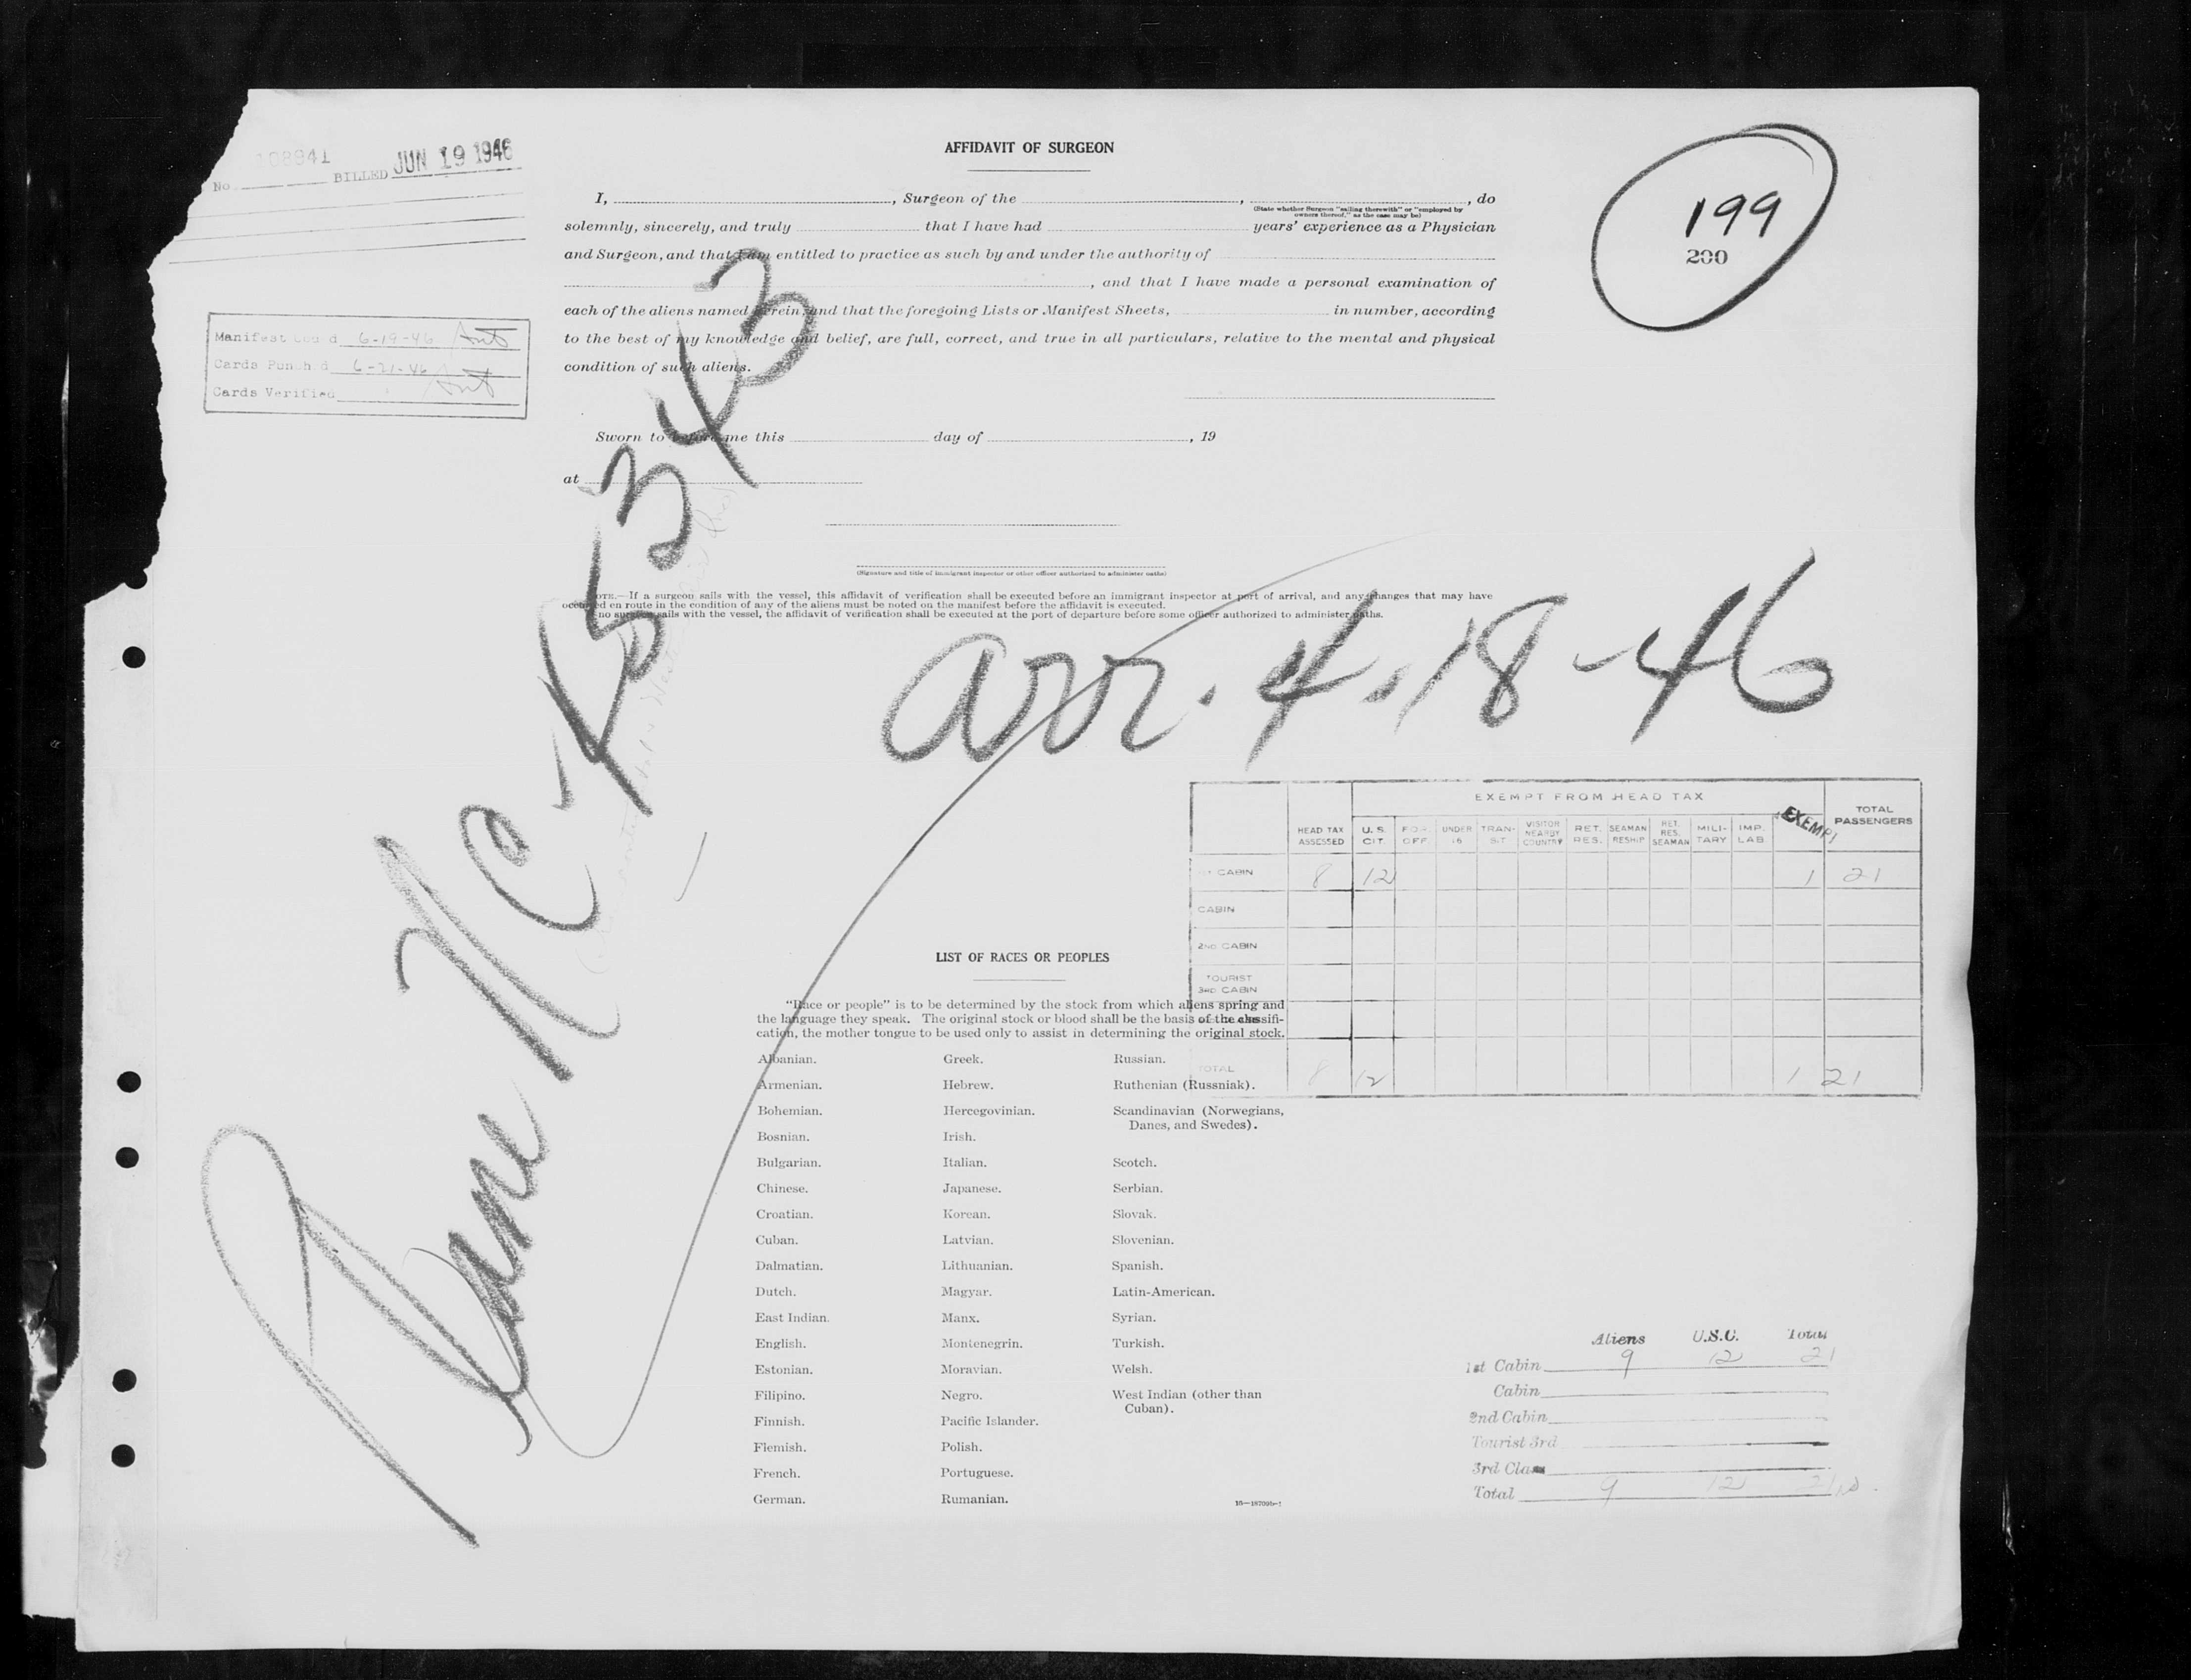 108941
No. BILLED JUN 19 1946
AFFIDAVIT OF SURGEON
199
200
I, , Surgeon of the , , do
(State whether Surgeon "sailing therewith" or "employed by
owners thereof," as the case may be)
solemnly, sincerely, and truly that I have had years' experience as a Physician
and Surgeon, and that I am entitled to practice as such by and under the authority of
, and that I have made a personal examination of
each of the aliens named herein, and that the foregoing Lists or Manifest Sheets, in number, according
to the best of my knowledge and belief, are full, correct, and true in all particulars, relative to the mental and physical
condition of such aliens.
Manifest 6-19-46
Cards Punched 6-21-46
Cards Verified
Sworn to before me this day of , 19
at
(Signature and title of immigrant inspector or other officer authorized to administer oaths)
NOTE.—If a surgeon sails with the vessel, this affidavit of verification shall be executed before an immigrant inspector at port of arrival, and any changes that may have
occurred en route in the condition of any of the aliens must be noted on the manifest before the affidavit is executed.
If no surgeon sails with the vessel, the affidavit of verification shall be executed at the port of departure before some officer authorized to administer oaths.
Plane NC-45343
arr. 4-18-46
EXEMPT FROM HEAD TAX
HEAD TAX ASSESSED U.S. CIT. FO- OFF UNDER 16 TRAN- SIT VISITOR NEARBY COUNTRY RET. RES. SEAMAN RESHIP RET. RES. SEAMAN MILI- TARY IMP. LAB EXEMPT TOTAL PASSENGERS
1ST CABIN 8 12 1 21
CABIN
2ND CABIN
TOURIST
3RD CABIN
TOTAL 8 12 1 21
LIST OF RACES OR PEOPLES
"Race or people" is to be determined by the stock from which aliens spring and
the language they speak. The original stock or blood shall be the basis of the classifi-
cation, the mother tongue to be used only to assist in determining the original stock.
Albanian. Greek. Russian.
Armenian. Hebrew. Ruthenian (Russniak).
Bohemian. Hercegovinian. Scandinavian (Norwegians,
Danes, and Swedes).
Bosnian. Irish.
Bulgarian. Italian. Scotch.
Chinese. Japanese. Serbian.
Croatian. Korean. Slovak.
Cuban. Latvian. Slovenian.
Dalmatian. Lithuanian. Spanish.
Dutch. Magyar. Latin-American.
East Indian. Manx. Syrian.
English. Montenegrin. Turkish.
Estonian. Moravian. Welsh.
Filipino. Negro. West Indian (other than
Cuban).
Finnish. Pacific Islander.
Flemish. Polish.
French. Portuguese.
German. Rumanian.
Aliens U.S.C. Total
1st Cabin 9 12 21
Cabin
2nd Cabin
Tourist 3rd
3rd Class
Total 9 12 21